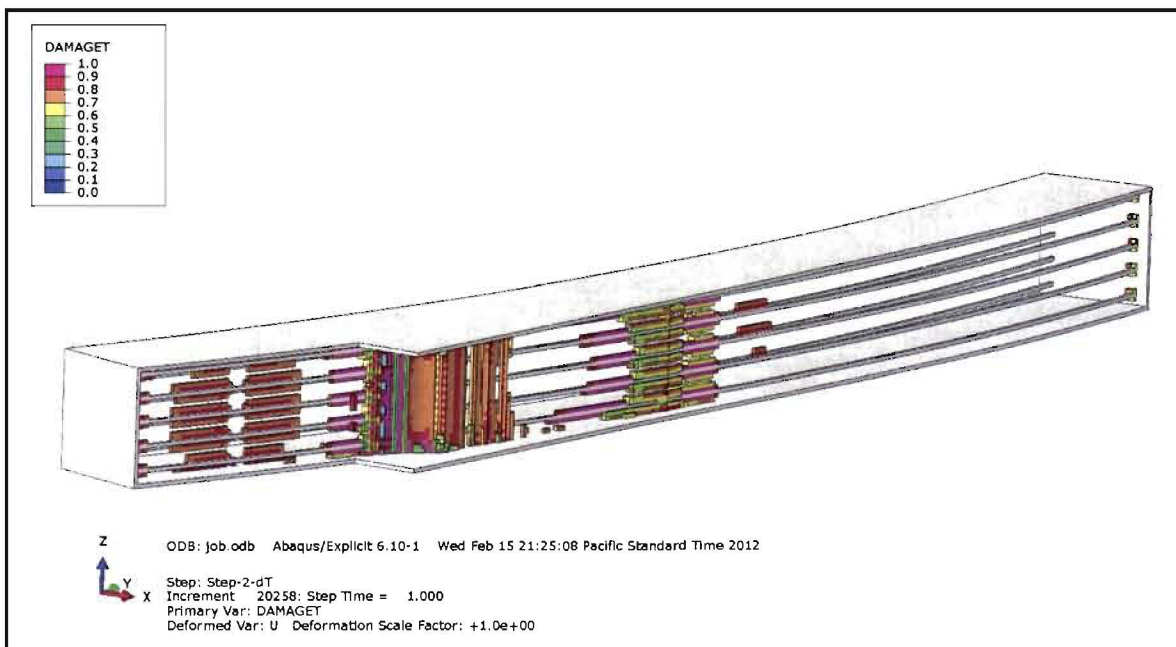 DAMAGET
1.0
0.9
0.8
0.7
0.6
0.5
0.4
0.3
0.2
0.1
0.0
Z
Y
X
ODB: job.odb Abaqus/Explicit 6.10-1 Wed Feb 15 21:25:08 Pacific Standard Time 2012
Step: Step-2-dT
Increment 20258: Step Time = 1.000
Primary Var: DAMAGET
Deformed Var: U Deformation Scale Factor: +1.0e+00